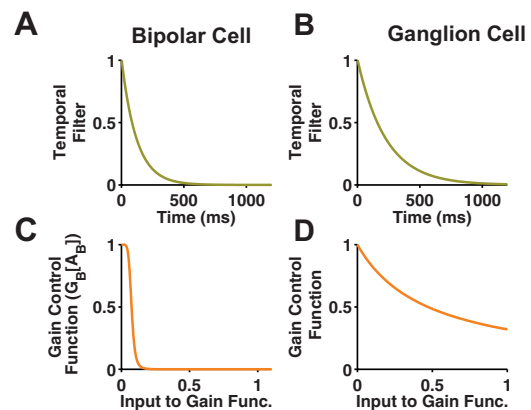 A
Bipolar Cell
B
Ganglion Cell
Temporal
Filter
1
0.5
0
0
500
1000
Time (ms)
Temporal
Filter
1
0.5
0
0
500
1000
Time (ms)
C
Gain Control
Function (G_B[A_B])
1
0.5
0
0
0.5
1
Input to Gain Func.
D
Gain Control
Function
1
0.5
0
0
0.5
1
Input to Gain Func.